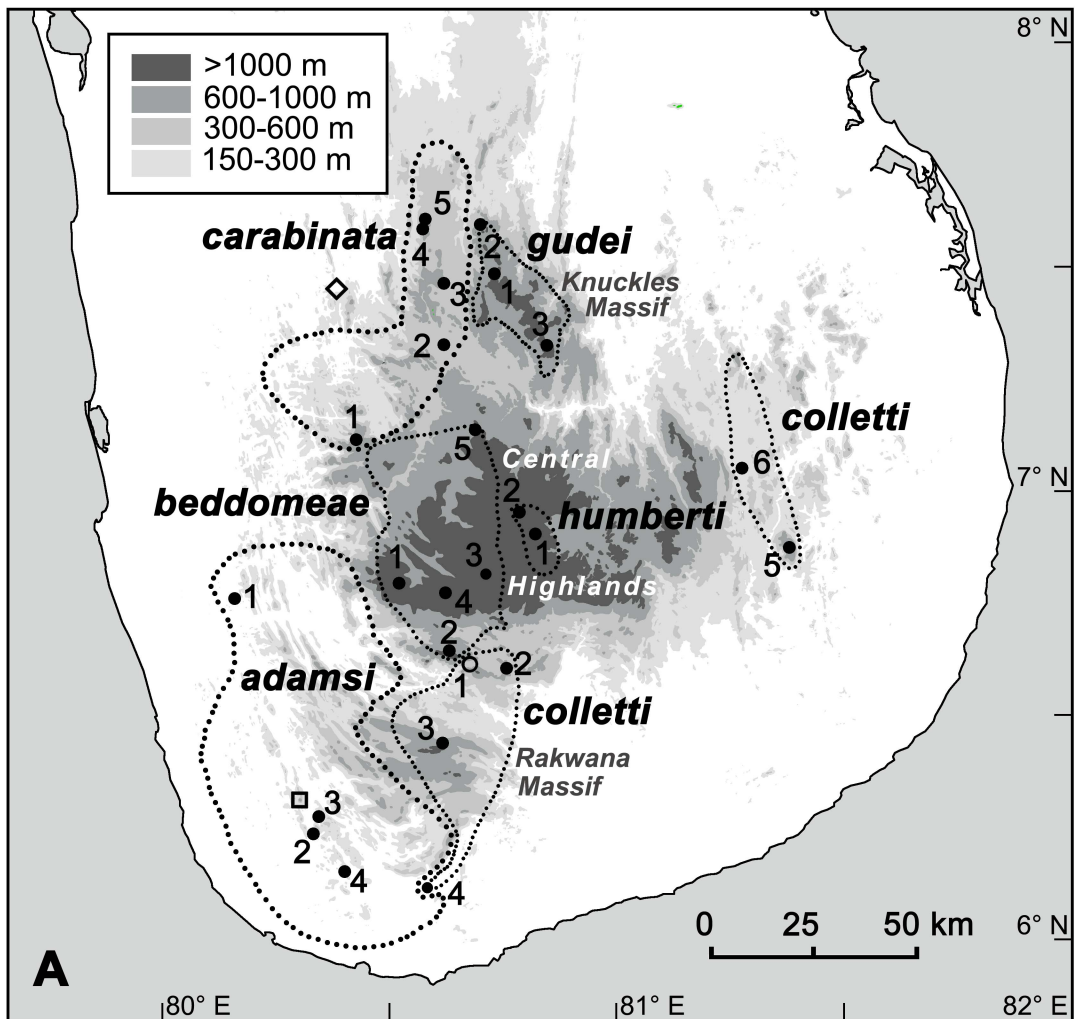 8° N
>1000 m
600-1000 m
300-600 m
150-300 m
5
carabinata
4
2
gudei
3
1
Knuckles
Massif
3
2
1
colletti
5
Central
6
2
beddomeae
humberti
1
5
1
3
Highlands
4
7° N
1
2
2
adamsi
1
colletti
3
Rakwana
Massif
3
2
4
4
0 25 50 km
6° N
A
80° E
81° E
82° E